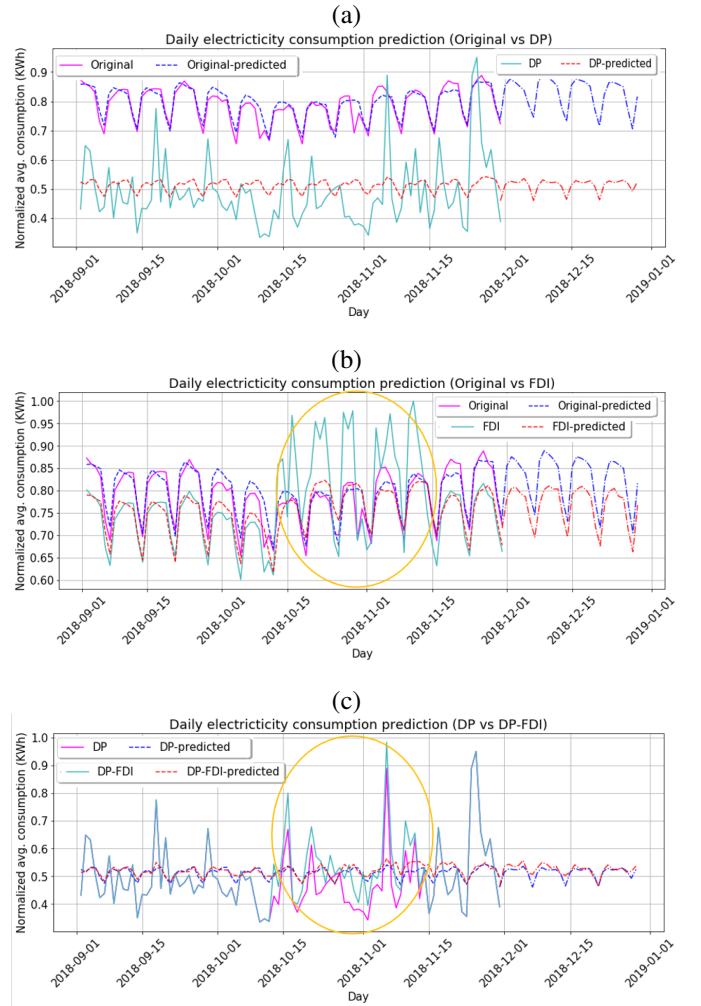 (a)
Daily electricity consumption prediction (Original vs DP)
Normalized avg. consumption (KWh)
Original
Original-predicted
DP
DP-predicted
0.9
0.8
0.7
0.6
0.5
0.4
2018-09-01
2018-09-15
2018-10-01
2018-10-15
2018-11-01
2018-11-15
2018-12-01
2018-12-15
2019-01-01
Day
(b)
Daily electricity consumption prediction (Original vs FDI)
Normalized avg. consumption (KWh)
Original
Original-predicted
FDI
FDI-predicted
1.00
0.95
0.90
0.85
0.80
0.75
0.70
0.65
0.60
2018-09-01
2018-09-15
2018-10-01
2018-10-15
2018-11-01
2018-11-15
2018-12-01
2018-12-15
2019-01-01
Day
(c)
Daily electricity consumption prediction (DP vs DP-FDI)
Normalized avg. consumption (KWh)
DP
DP-predicted
DP-FDI
DP-FDI-predicted
1.0
0.9
0.8
0.7
0.6
0.5
0.4
2018-09-01
2018-09-15
2018-10-01
2018-10-15
2018-11-01
2018-11-15
2018-12-01
2018-12-15
2019-01-01
Day